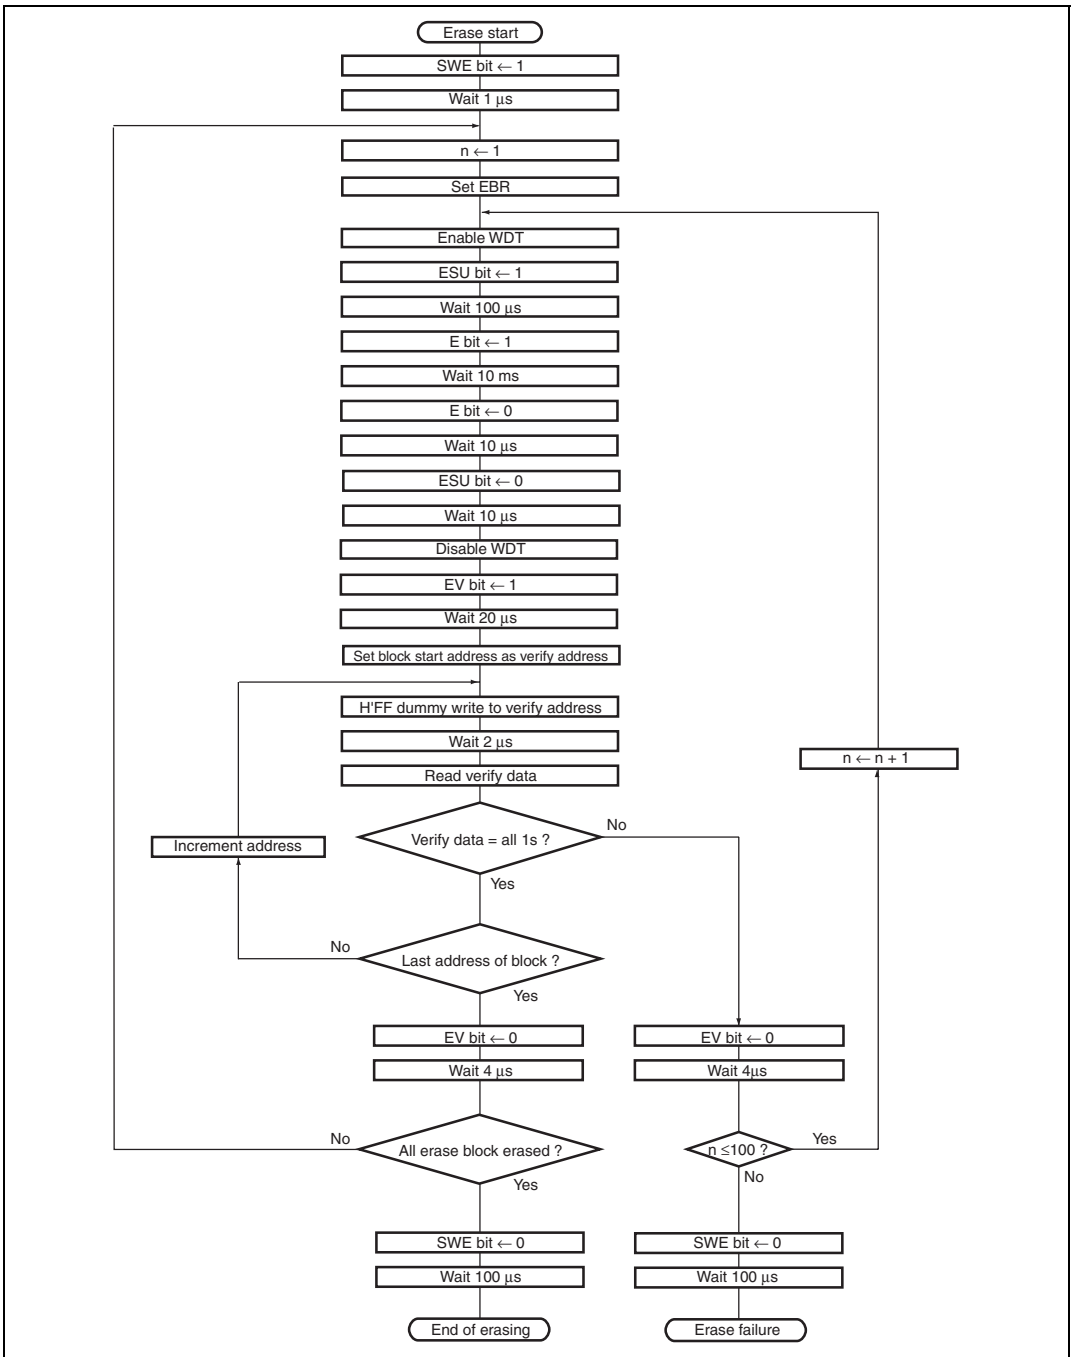 Erase start
SWE bit ← 1
Wait 1 μs
n ← 1
Set EBR
Enable WDT
ESU bit ← 1
Wait 100 μs
E bit ← 1
Wait 10 ms
E bit ← 0
Wait 10 μs
ESU bit ← 0
Wait 10 μs
Disable WDT
EV bit ← 1
Wait 20 μs
Set block start address as verify address
H'FF dummy write to verify address
Wait 2 μs
n ← n + 1
Read verify data
No
Verify data = all 1s ?
Increment address
Yes
No
Last address of block ?
Yes
EV bit ← 0
EV bit ← 0
Wait 4 μs
Wait 4μs
No
All erase block erased ?
Yes
n ≤100 ?
Yes
No
SWE bit ← 0
SWE bit ← 0
Wait 100 μs
Wait 100 μs
End of erasing
Erase failure